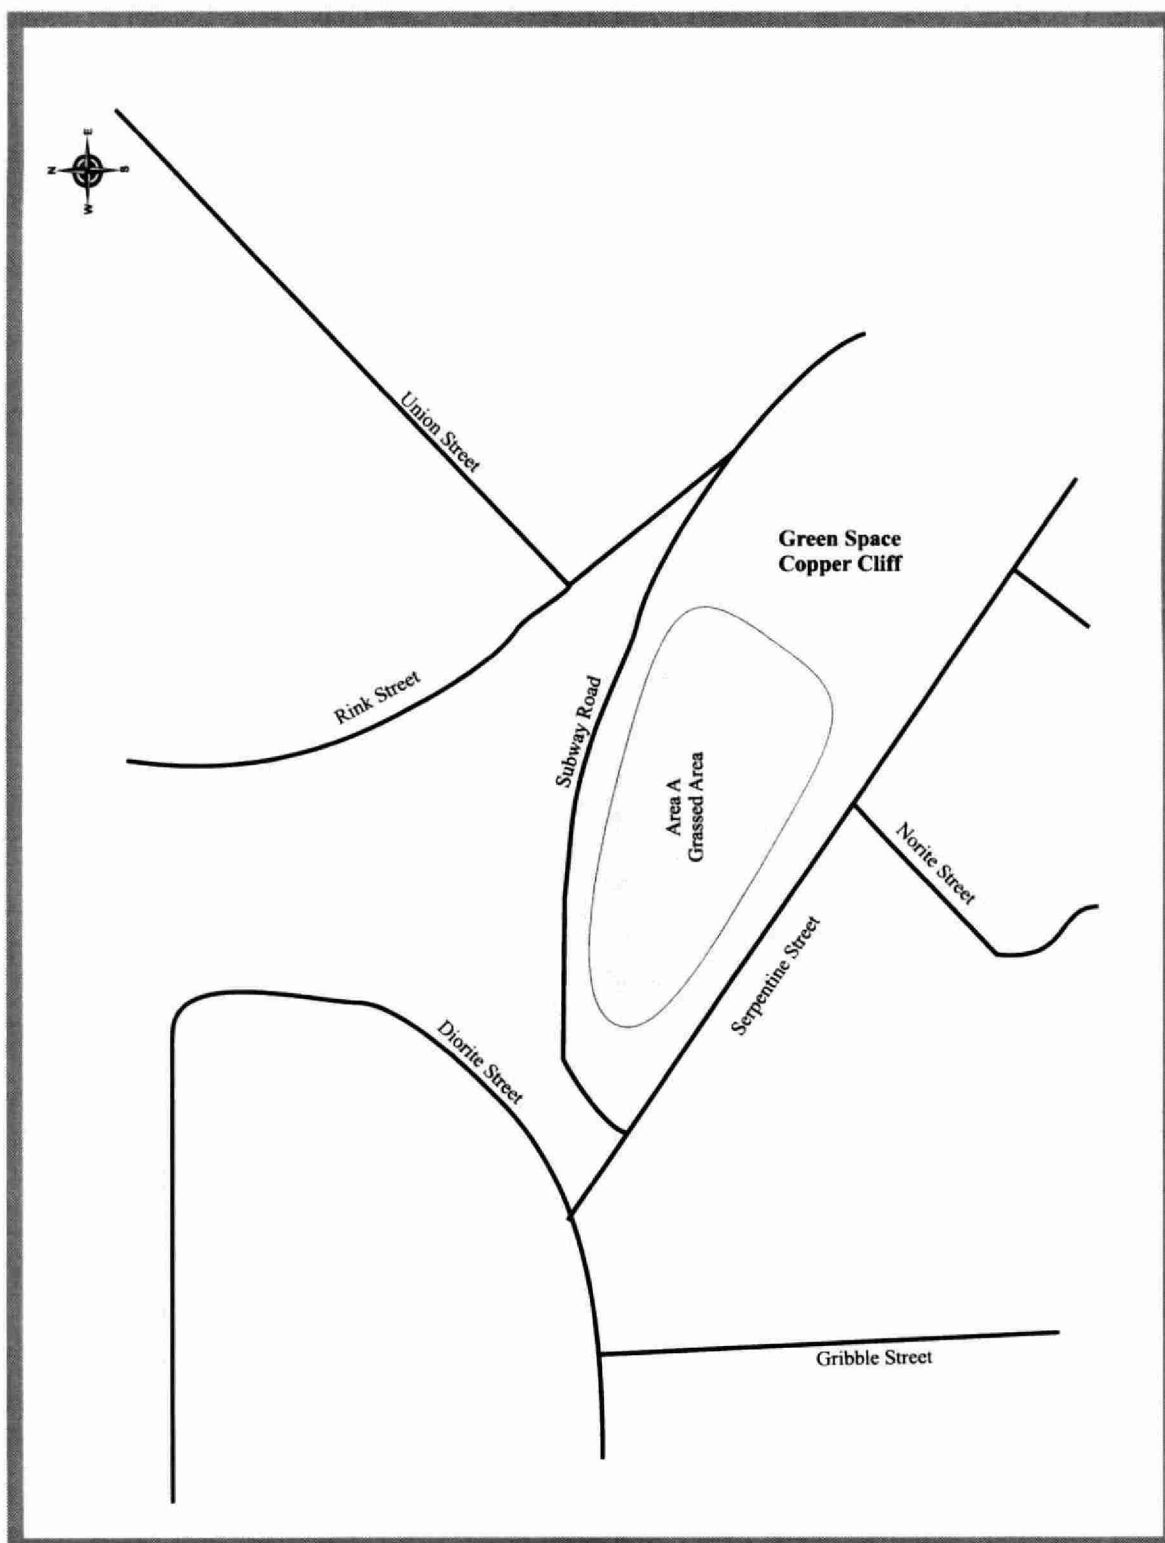 E
N
S
W
Union Street
Green Space
Copper Cliff
Rink Street
Subway Road
Area A
Grassed Area
Norite Street
Serpentine Street
Diorite Street
Gribble Street